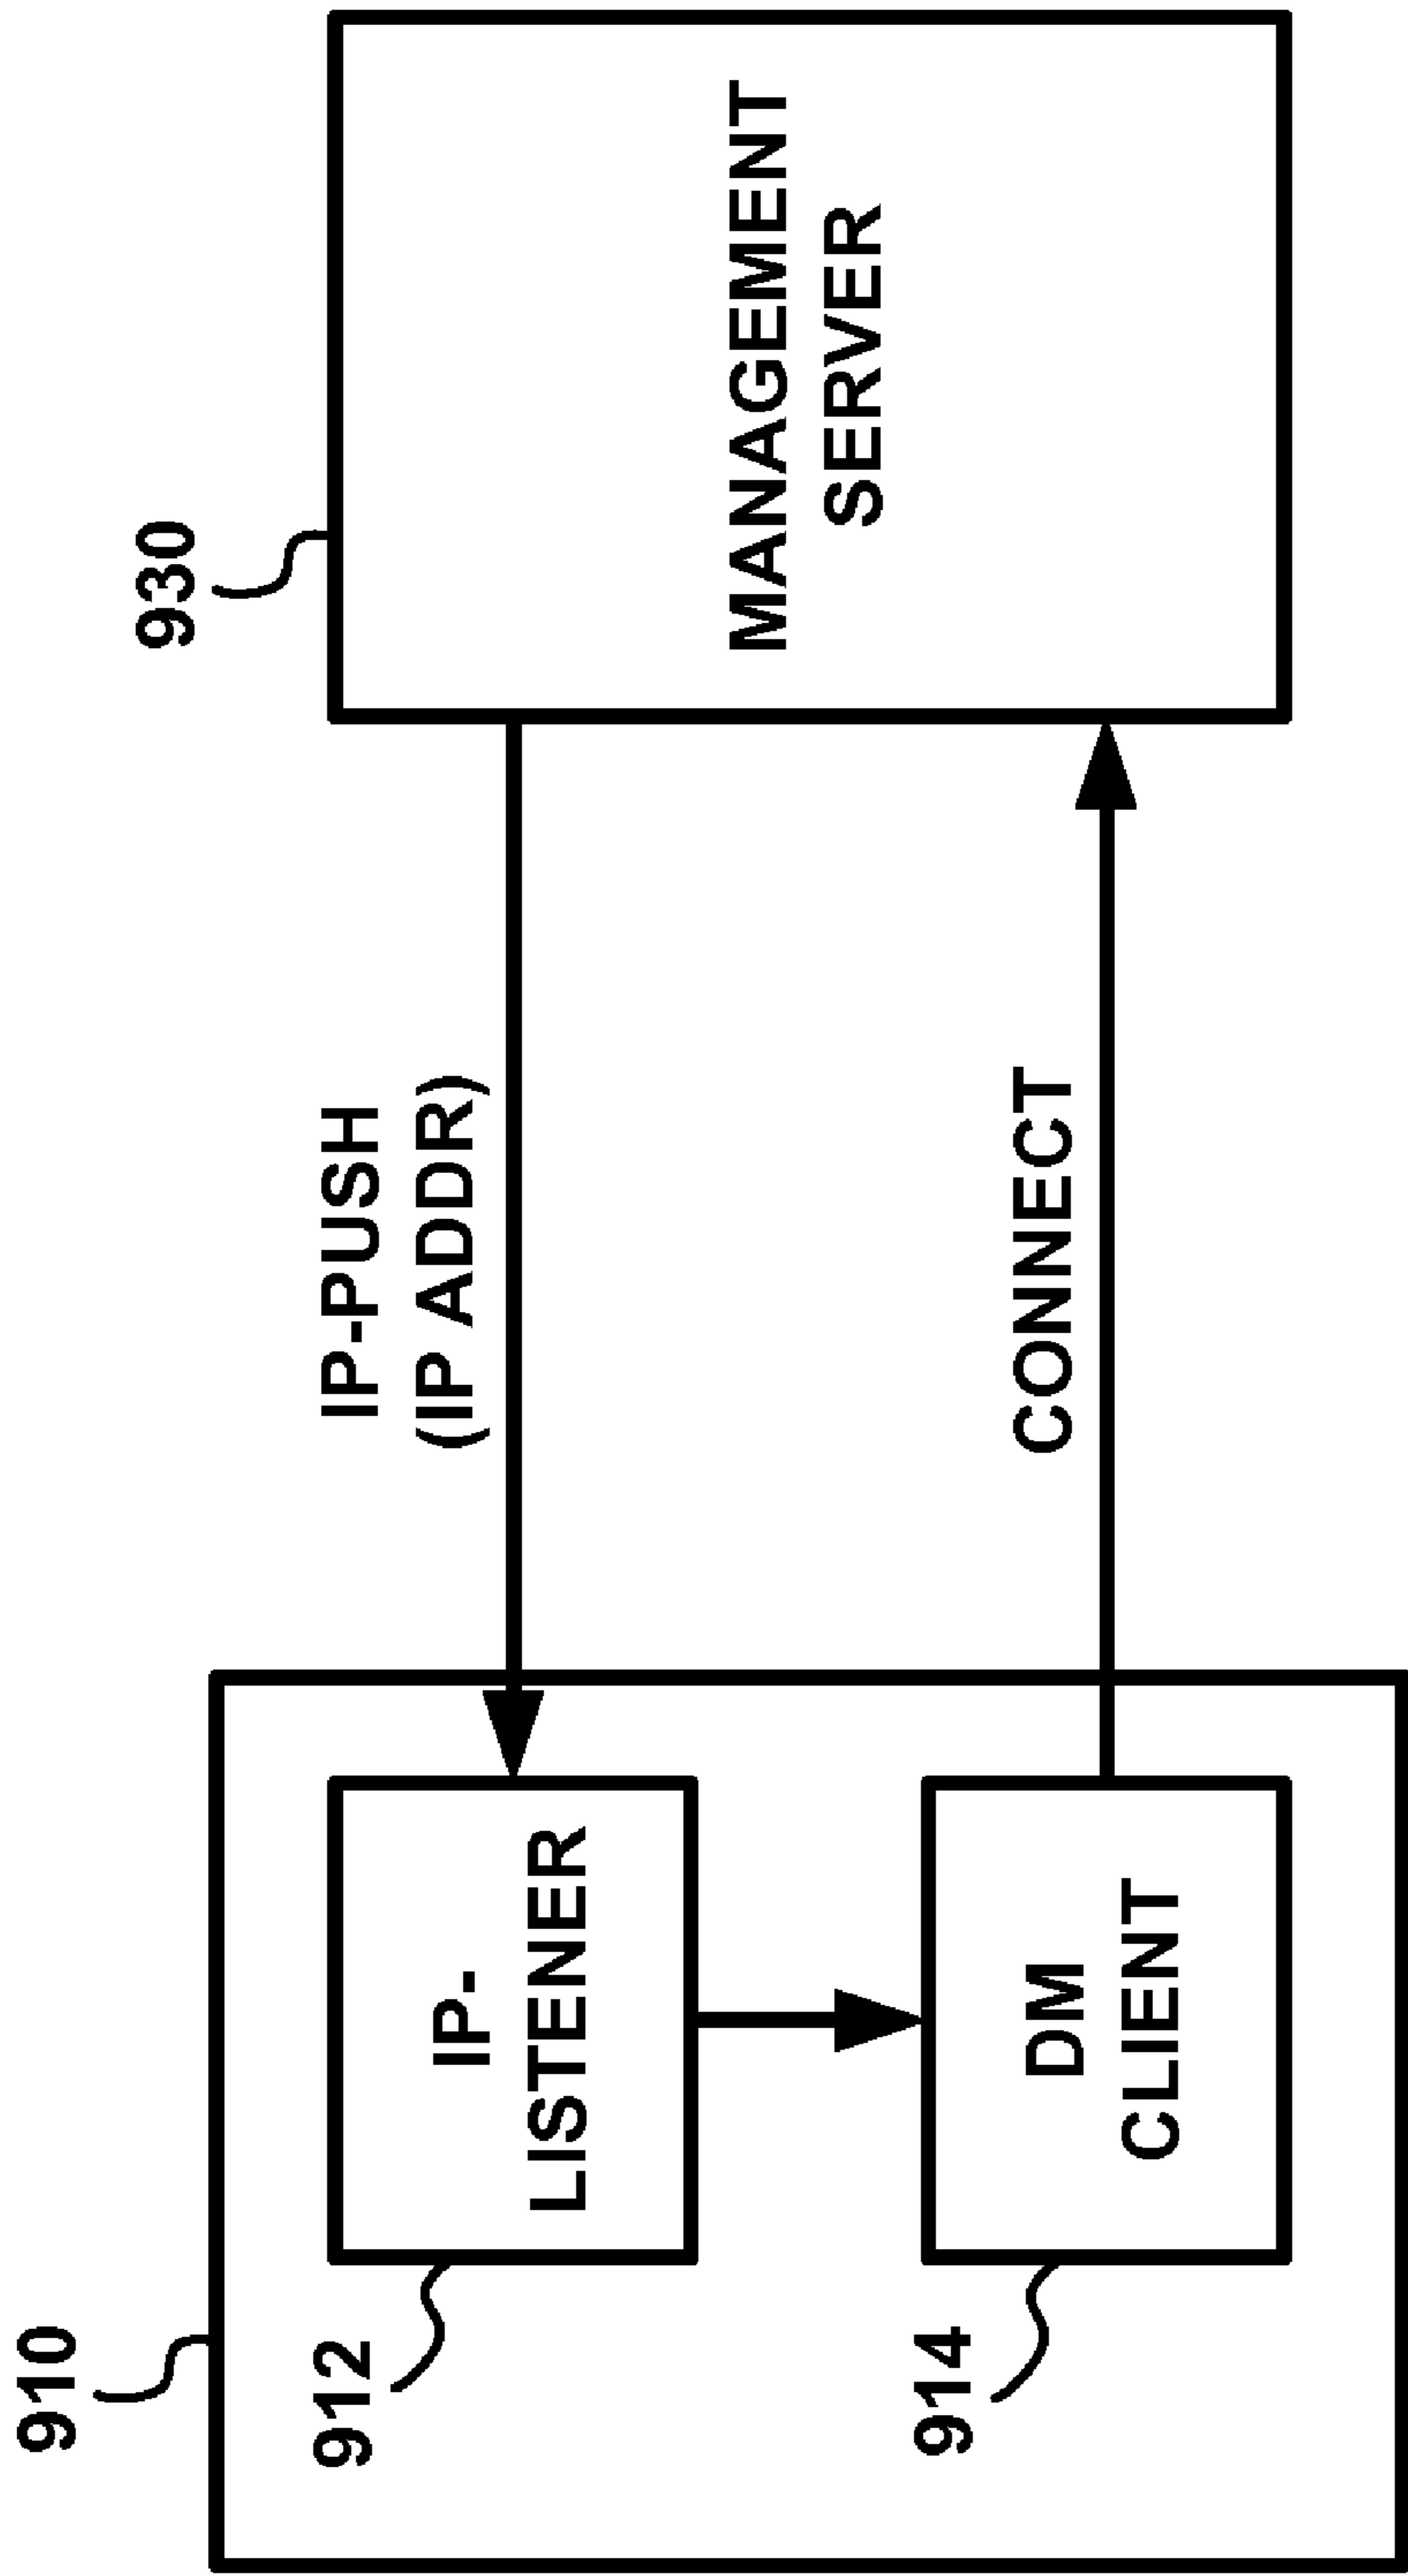 910
912
IP-
LISTENER
914
DM
CLIENT
IP-PUSH
(IP ADDR)
CONNECT
930
MANAGEMENT
SERVER